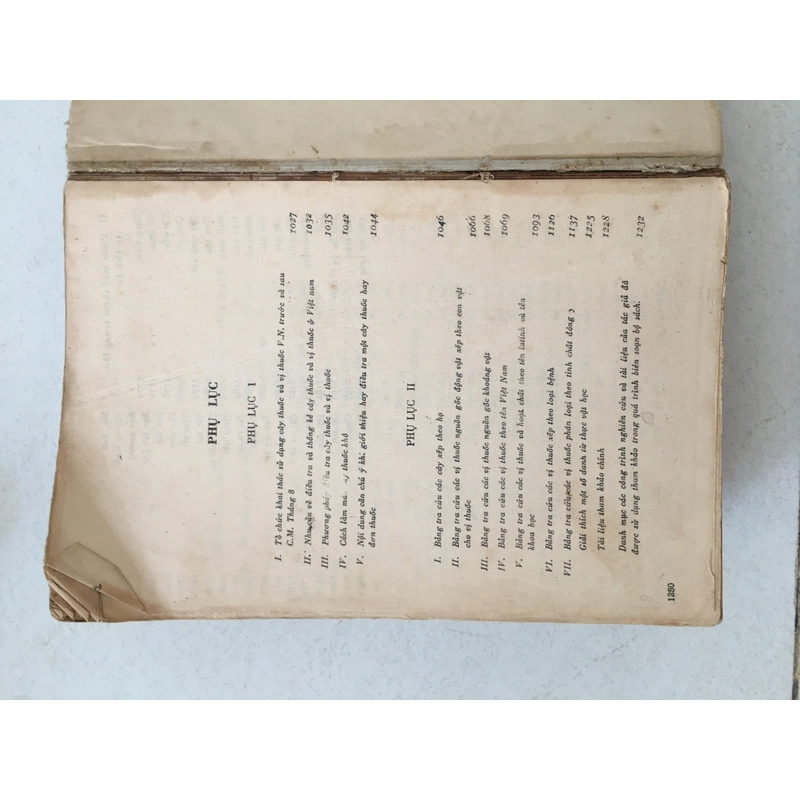 PHỤ LỤC
PHỤ LỤC I
I. Tổ chức khai thác sử dụng cây thuốc và vị thuốc V.N. trước và sau
C.M. Tháng 8 1027
II. Nhu cầu về điều tra và thống kê cây thuốc và vị thuốc ở Việt nam 1032
III. Phương pháp điều tra cây thuốc và vị thuốc 1035
IV. Cách làm thuốc khô 1042
V. Nội dung cần chú ý khi giới thiệu hay điều tra một cây thuốc hay
đơn thuốc 1044
PHỤ LỤC II
I. Bảng tra cứu các cây xếp theo họ 1046
II. Bảng tra cứu các vị thuốc nguồn gốc động vật xếp theo con vật
cho vị thuốc 1066
III. Bảng tra cứu các vị thuốc nguồn gốc khoáng vật 1068
IV. Bảng tra cứu các vị thuốc theo tên Việt Nam 1069
V. Bảng tra cứu các vị thuốc và hoạt chất theo tên latinh và tên
khoa học 1093
VI. Bảng tra cứu các vị thuốc xếp theo loại bệnh 1126
VII. Bảng tra cứu các vị thuốc phân loại theo tính chất đông y 1137
Giải thích một số danh từ thực vật học 1225
Tài liệu tham khảo chính 1228
Danh mục các công trình nghiên cứu và tài liệu của tác giả đã
được sử dụng tham khảo trong quá trình biên soạn bộ sách. 1232
1250